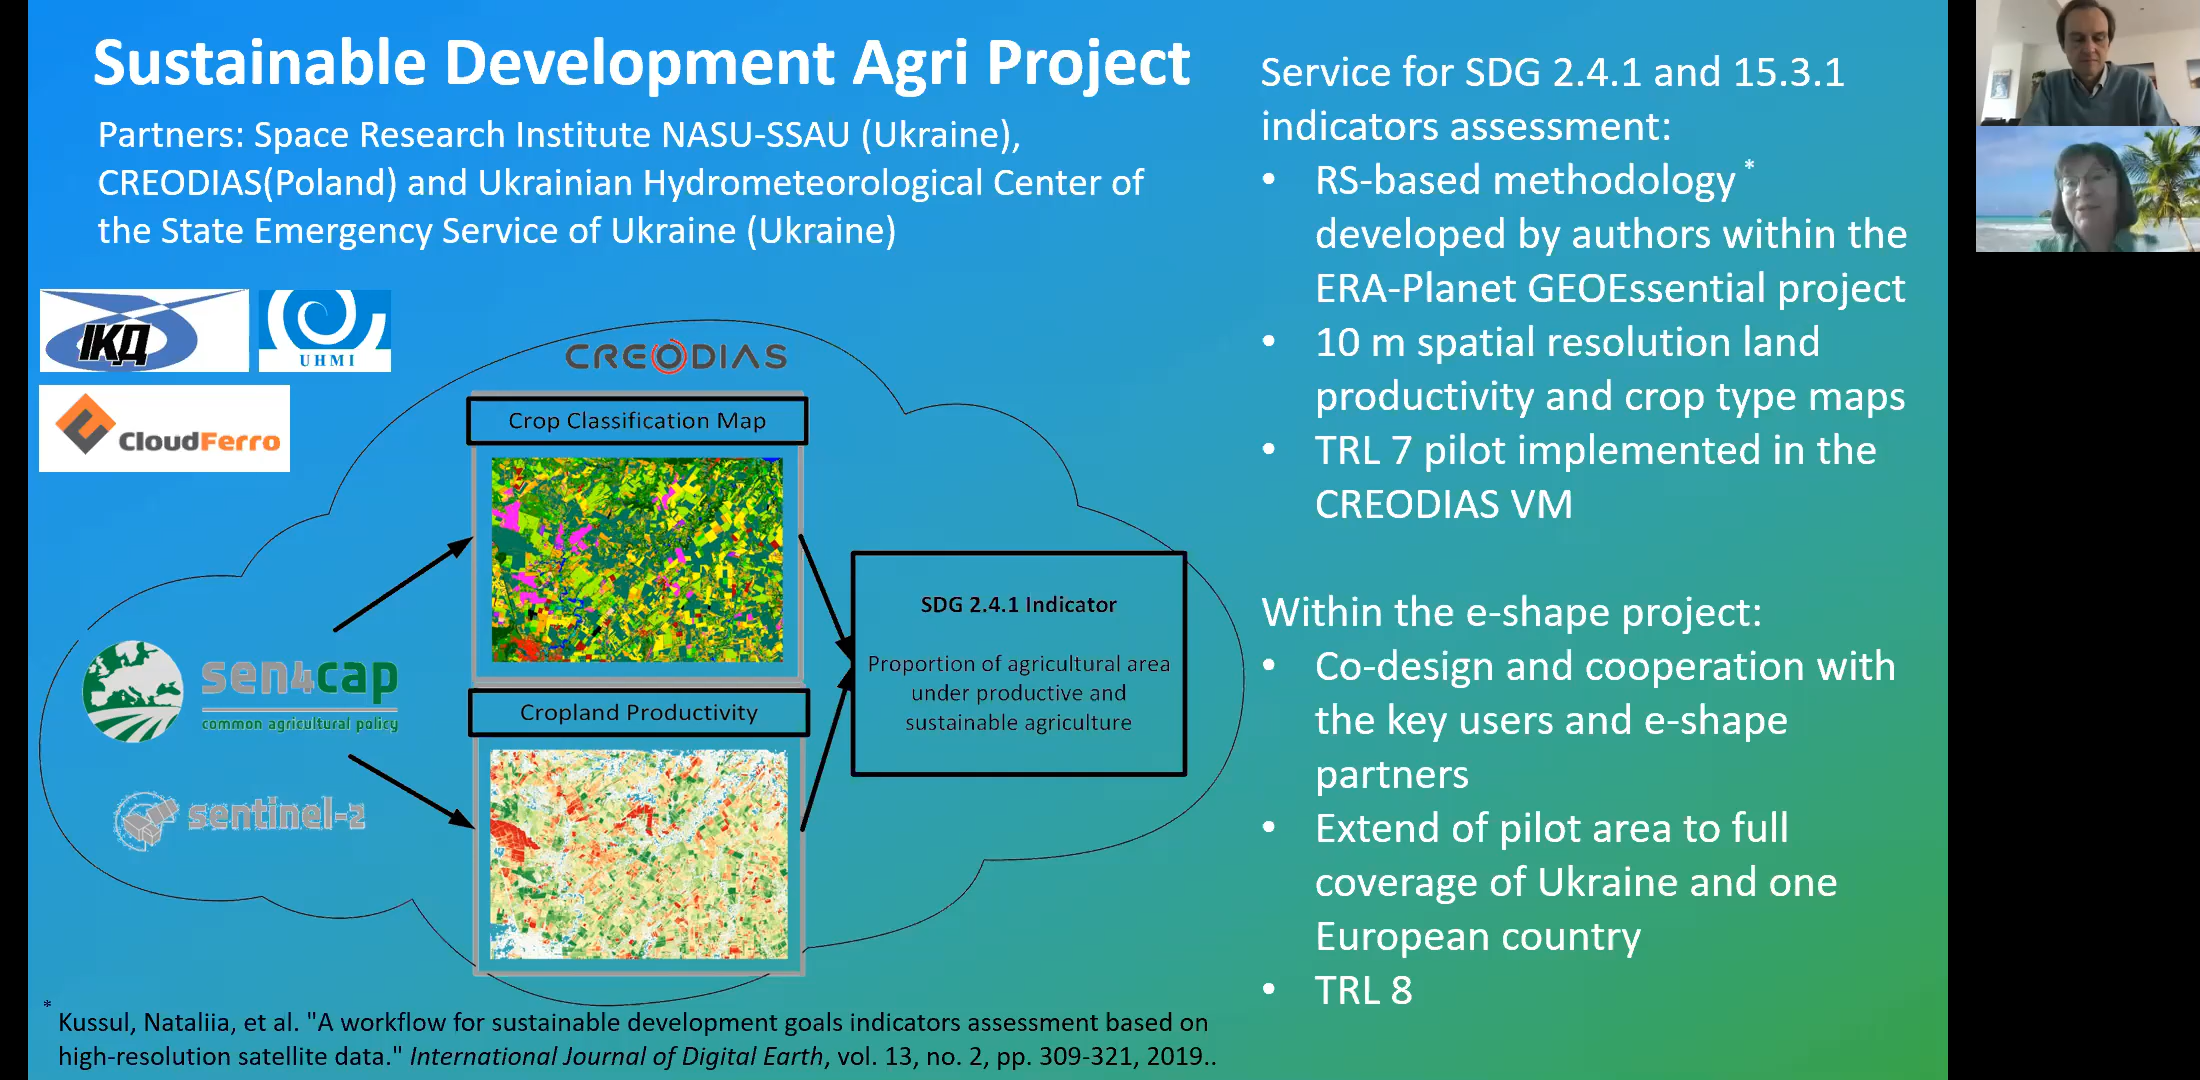 Sustainable Development Agri Project
Partners: Space Research Institute NASU-SSAU (Ukraine),
CREODIAS(Poland) and Ukrainian Hydrometeorological Center of
the State Emergency Service of Ukraine (Ukraine)
ІКД
UHMI
CloudFerro
CREODIAS
Crop Classification Map
sen4cap
common agricultural policy
sentinel-2
Cropland Productivity
SDG 2.4.1 Indicator
Proportion of agricultural area
under productive and
sustainable agriculture
* Kussul, Nataliia, et al. "A workflow for sustainable development goals indicators assessment based on
high-resolution satellite data." International Journal of Digital Earth, vol. 13, no. 2, pp. 309-321, 2019..
Service for SDG 2.4.1 and 15.3.1
indicators assessment:
• RS-based methodology *
developed by authors within the
ERA-Planet GEOEssential project
• 10 m spatial resolution land
productivity and crop type maps
• TRL 7 pilot implemented in the
CREODIAS VM
Within the e-shape project:
• Co-design and cooperation with
the key users and e-shape
partners
• Extend of pilot area to full
coverage of Ukraine and one
European country
• TRL 8